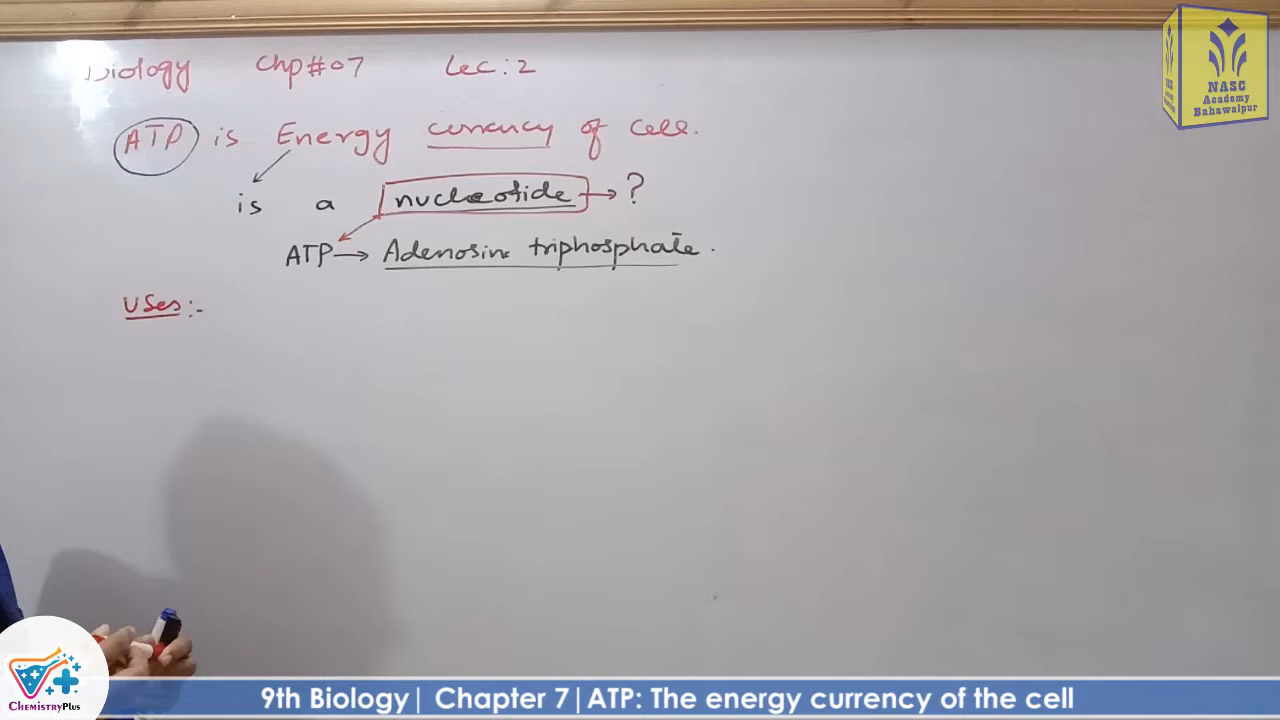 Biology Chp#07 Lec:2
ATP is Energy currency of cell.
is a nucleotide → ?
ATP → Adenosine triphosphate.
Uses:-
NASC
Academy
Bahawalpur
CHEMISTRYPLUS
9th Biology| Chapter 7|ATP: The energy currency of the cell